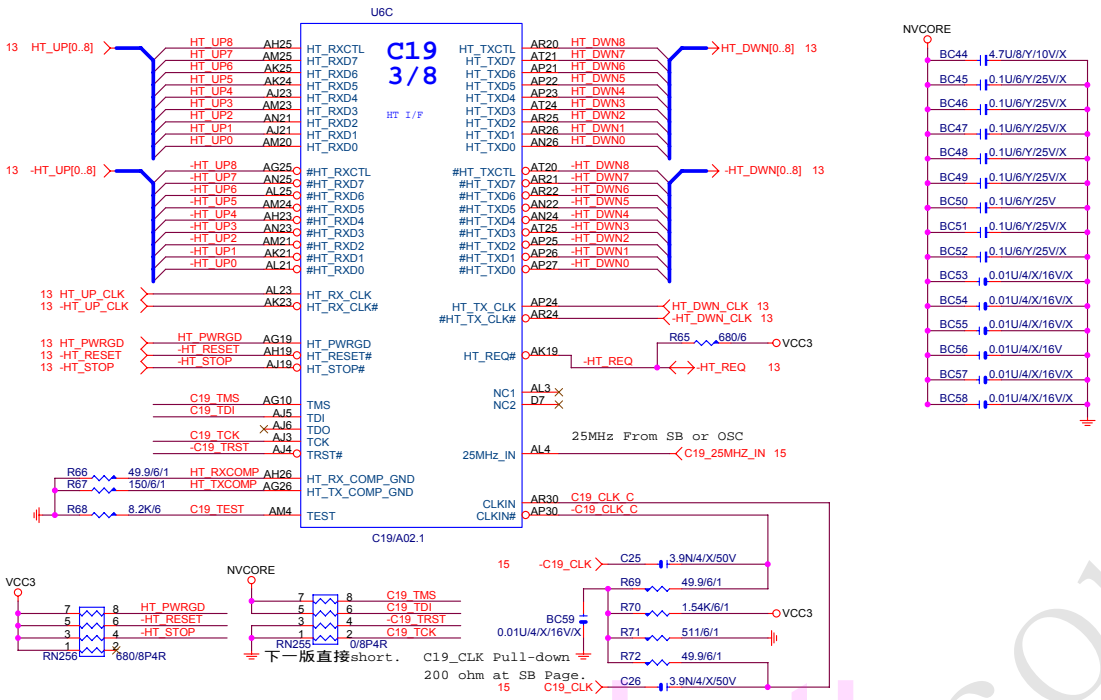 U6C
C19
3/8
HT I/F
13 HT_UP[0..8]
HT_UP8 AH25 HT_RXCTL
HT_UP7 AM25 HT_RXD7
HT_UP6 AK25 HT_RXD6
HT_UP5 AK24 HT_RXD5
HT_UP4 AJ23 HT_RXD4
HT_UP3 AM23 HT_RXD3
HT_UP2 AN21 HT_RXD2
HT_UP1 AJ21 HT_RXD1
HT_UP0 AM20 HT_RXD0
13 -HT_UP[0..8]
-HT_UP8 AG25 #HT_RXCTL
-HT_UP7 AN25 #HT_RXD7
-HT_UP6 AL25 #HT_RXD6
-HT_UP5 AM24 #HT_RXD5
-HT_UP4 AH23 #HT_RXD4
-HT_UP3 AN23 #HT_RXD3
-HT_UP2 AM21 #HT_RXD2
-HT_UP1 AK21 #HT_RXD1
-HT_UP0 AL21 #HT_RXD0
13 HT_UP_CLK AL23 HT_RX_CLK
13 -HT_UP_CLK AK23 HT_RX_CLK#
13 HT_PWRGD HT_PWRGD AG19 HT_PWRGD
13 -HT_RESET -HT_RESET AH19 HT_RESET#
13 -HT_STOP -HT_STOP AJ19 HT_STOP#
C19_TMS AG10 TMS
C19_TDI AJ5 TDI
AJ6 TDO
C19_TCK AJ3 TCK
-C19_TRST AJ4 TRST#
R66 49.9/6/1 HT_RXCOMP AH26 HT_RX_COMP_GND
R67 150/6/1 HT_TXCOMP AG26 HT_TX_COMP_GND
R68 8.2K/6 C19_TEST AM4 TEST
HT_TXCTL AR20 HT_DWN8
HT_TXD7 AT21 HT_DWN7
HT_TXD6 AP21 HT_DWN6
HT_TXD5 AP22 HT_DWN5
HT_TXD4 AP23 HT_DWN4
HT_TXD3 AT24 HT_DWN3
HT_TXD2 AR25 HT_DWN2
HT_TXD1 AR26 HT_DWN1
HT_TXD0 AN26 HT_DWN0
HT_DWN[0..8] 13
#HT_TXCTL AT20 -HT_DWN8
#HT_TXD7 AR21 -HT_DWN7
#HT_TXD6 AR22 -HT_DWN6
#HT_TXD5 AN22 -HT_DWN5
#HT_TXD4 AN24 -HT_DWN4
#HT_TXD3 AT25 -HT_DWN3
#HT_TXD2 AP25 -HT_DWN2
#HT_TXD1 AP26 -HT_DWN1
#HT_TXD0 AP27 -HT_DWN0
-HT_DWN[0..8] 13
HT_TX_CLK AP24 HT_DWN_CLK 13
#HT_TX_CLK# AR24 -HT_DWN_CLK 13
R65 680/6 VCC3
HT_REQ# AK19 -HT_REQ -HT_REQ 13
NC1 AL3
NC2 D7
25MHz From SB or OSC
25MHZ_IN AL4 C19_25MHZ_IN 15
CLKIN AR30 C19_CLK_C
CLKIN# AP30 -C19_CLK_C
C19/A02.1
NVCORE
BC44 4.7U/8/Y/10V/X
BC45 0.1U/6/Y/25V/X
BC46 0.1U/6/Y/25V/X
BC47 0.1U/6/Y/25V/X
BC48 0.1U/6/Y/25V/X
BC49 0.1U/6/Y/25V/X
BC50 0.1U/6/Y/25V
BC51 0.1U/6/Y/25V/X
BC52 0.1U/6/Y/25V/X
BC53 0.01U/4/X/16V/X
BC54 0.01U/4/X/16V/X
BC55 0.01U/4/X/16V/X
BC56 0.01U/4/X/16V
BC57 0.01U/4/X/16V/X
BC58 0.01U/4/X/16V/X
VCC3
7 8 HT_PWRGD
5 6 -HT_RESET
3 4 -HT_STOP
1 2
RN256 680/8P4R
NVCORE
7 8 C19_TMS
5 6 C19_TDI
3 4 -C19_TRST
1 2 C19_TCK
RN255 0/8P4R
下一版直接short.
C19_CLK Pull-down
200 ohm at SB Page.
15 -C19_CLK C25 3.9N/4/X/50V
R69 49.9/6/1
BC59
0.01U/4/X/16V/X
R70 1.54K/6/1 VCC3
R71 511/6/1
R72 49.9/6/1
15 C19_CLK C26 3.9N/4/X/50V